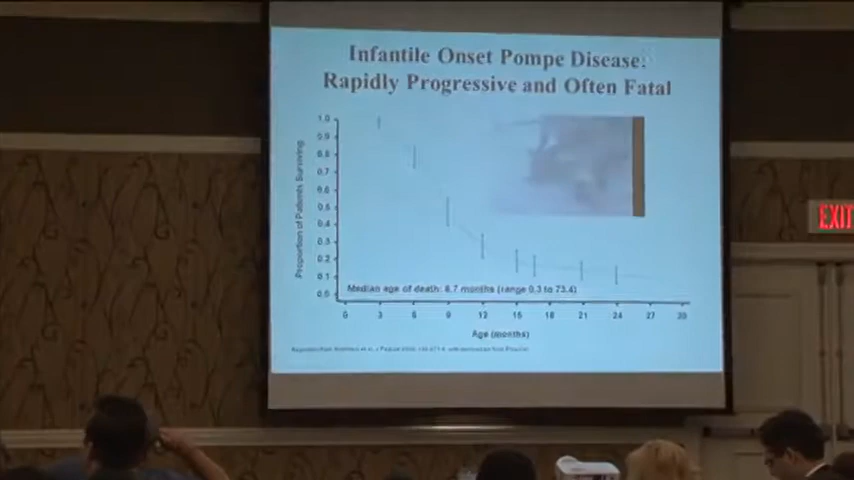 Infantile Onset Pompe Disease:
Rapidly Progressive and Often Fatal
Proportion of Patients Surviving
1.0
0.9
0.8
0.7
0.6
0.5
0.4
0.3
0.2
0.1
0.0
Median age of death: 8.7 months (range 0.3 to 73.4)
0 3 6 9 12 15 18 21 24 27 30
Age (months)
EXIT